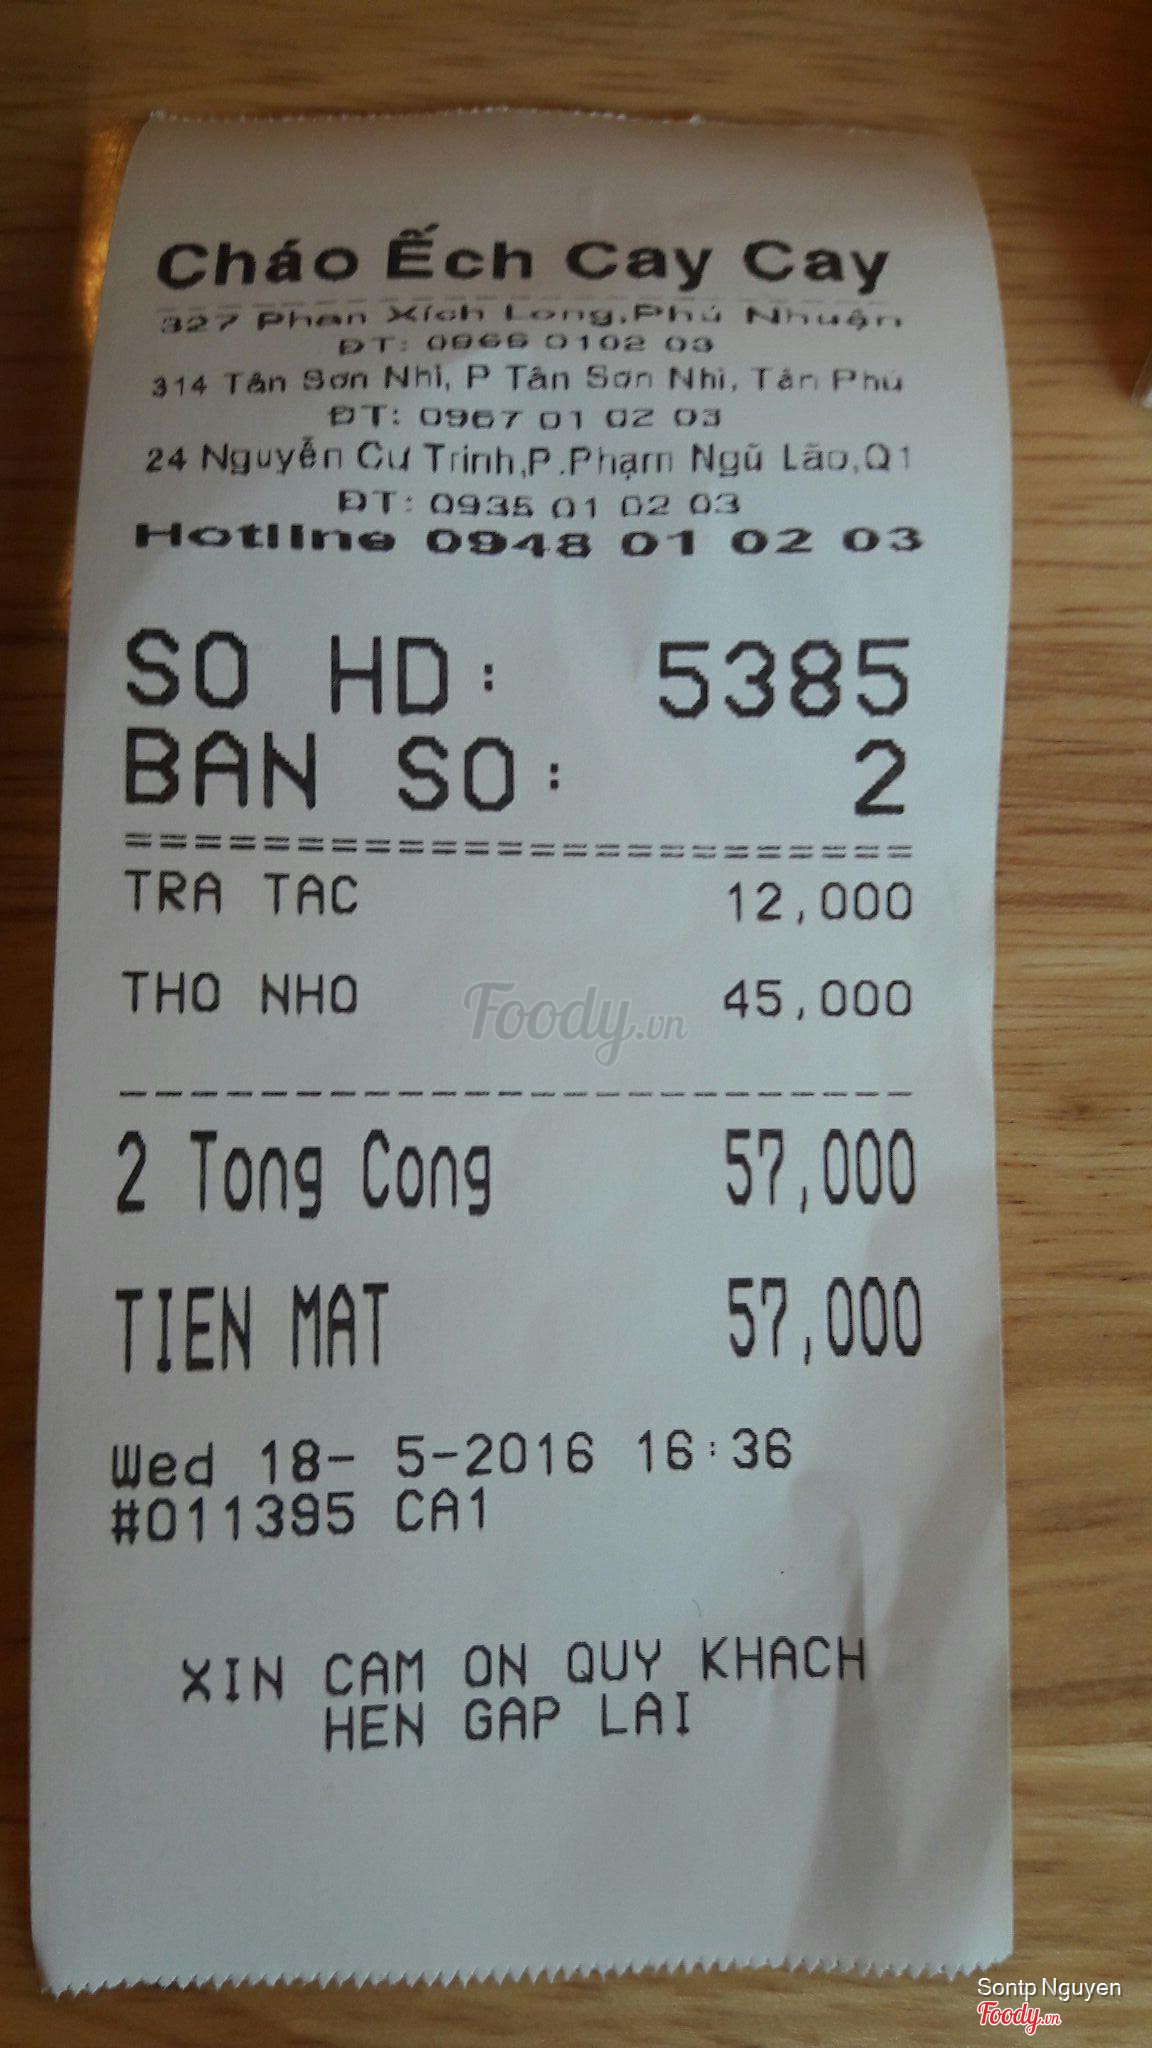 Cháo Ếch Cay Cay
327 Phan Xích Long,Phú Nhuận
ĐT: 0966 0102 03
314 Tân Sơn Nhì, P Tân Sơn Nhì, Tân Phú
ĐT: 0967 01 02 03
24 Nguyễn Cư Trinh,P.Phạm Ngũ Lão,Q1
ĐT: 0935 01 02 03
Hotline 0948 01 02 03
SO HD: 5385
BAN SO: 2
========================
TRA TAC 12,000
THO NHO 45,000
Foody.vn
------------------------
2 Tong Cong 57,000
TIEN MAT 57,000
Wed 18- 5-2016 16:36
#011395 CA1
XIN CAM ON QUY KHACH
HEN GAP LAI
Sontp Nguyen
Foody.vn